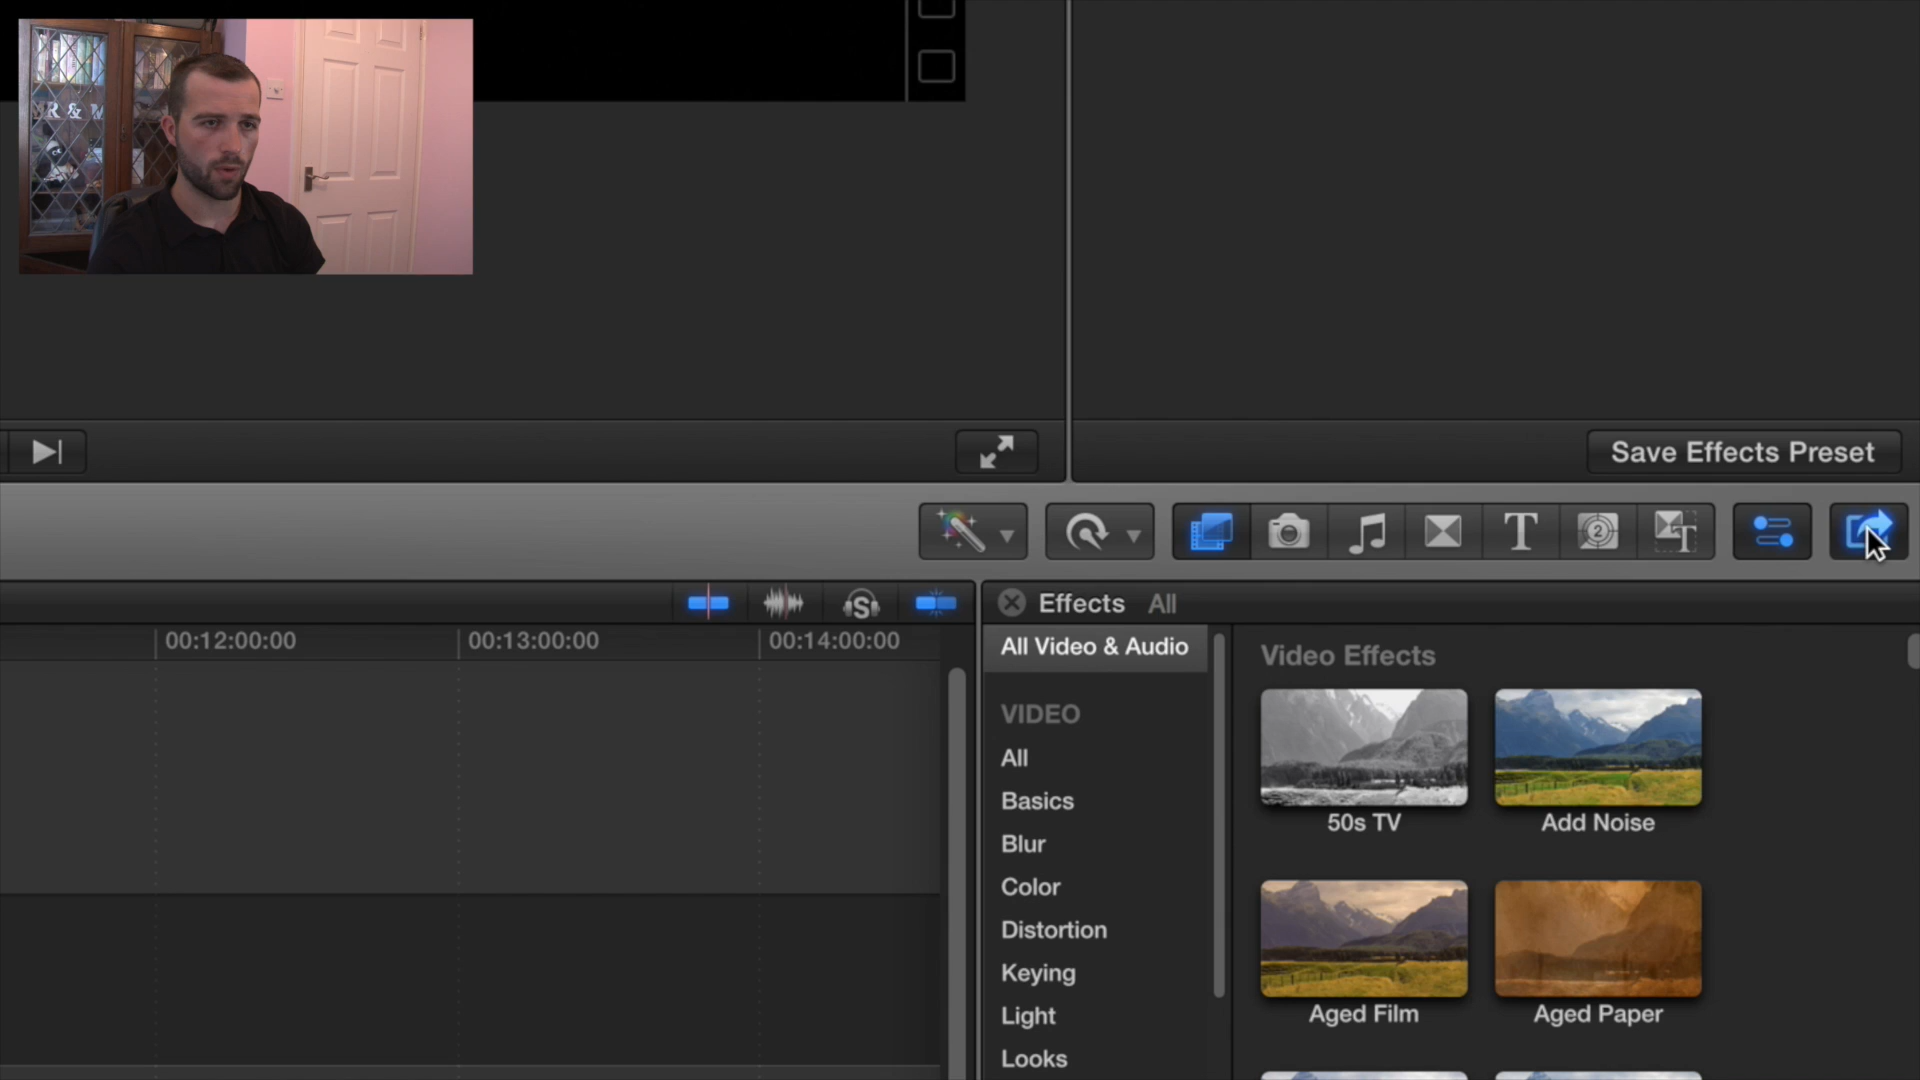 R & M
Save Effects Preset
T
2
T
S
Effects All
00:12:00:00 00:13:00:00 00:14:00:00
All Video & Audio
Video Effects
VIDEO
All
Basics
Blur
Color
Distortion
Keying
Light
Looks
50s TV
Add Noise
Aged Film
Aged Paper